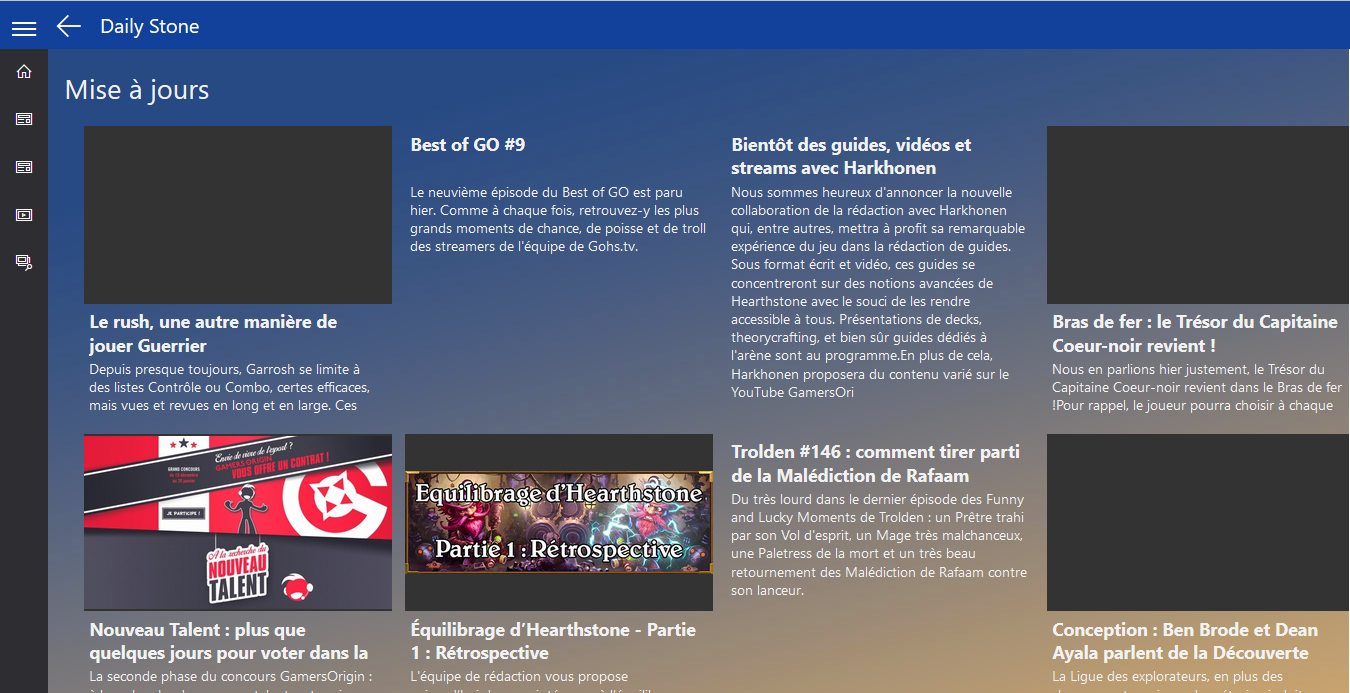 Daily Stone
Mise à jours
Le rush, une autre manière de
jouer Guerrier
Depuis presque toujours, Garrosh se limite à
des listes Contrôle ou Combo, certes efficaces,
mais vues et revues en long et en large. Ces
Best of GO #9
Le neuvième épisode du Best of GO est paru
hier. Comme à chaque fois, retrouvez-y les plus
grands moments de chance, de poisse et de troll
des streamers de l'équipe de Gohs.tv.
Bientôt des guides, vidéos et
streams avec Harkhonen
Nous sommes heureux d'annoncer la nouvelle
collaboration de la rédaction avec Harkhonen
qui, entre autres, mettra à profit sa remarquable
expérience du jeu dans la rédaction de guides.
Sous format écrit et vidéo, ces guides se
concentreront sur des notions avancées de
Hearthstone avec le souci de les rendre
accessible à tous. Présentations de decks,
theorycrafting, et bien sûr guides dédiés à
l'arène sont au programme.En plus de cela,
Harkhonen proposera du contenu varié sur le
YouTube GamersOri
Bras de fer : le Trésor du Capitaine
Coeur-noir revient !
Nous en parlions hier justement, le Trésor du
Capitaine Coeur-noir revient dans le Bras de fer
!Pour rappel, le joueur pourra choisir à chaque
Envie de vivre de l'esport ?
GAMERS ORIGIN
VOUS OFFRE UN CONTRAT !
GRAND CONCOURS
JE PARTICIPE !
A la recherche du
NOUVEAU
TALENT
Nouveau Talent : plus que
quelques jours pour voter dans la
La seconde phase du concours GamersOrigin :
Equilibrage d'Hearthstone
Partie 1 : Rétrospective
Équilibrage d’Hearthstone - Partie
1 : Rétrospective
L'équipe de rédaction vous propose
Trolden #146 : comment tirer parti
de la Malédiction de Rafaam
Du très lourd dans le dernier épisode des Funny
and Lucky Moments de Trolden : un Prêtre trahi
par son Vol d'esprit, un Mage très malchanceux,
une Paletress de la mort et un très beau
retournement des Malédiction de Rafaam contre
son lanceur.
Conception : Ben Brode et Dean
Ayala parlent de la Découverte
La Ligue des explorateurs, en plus des